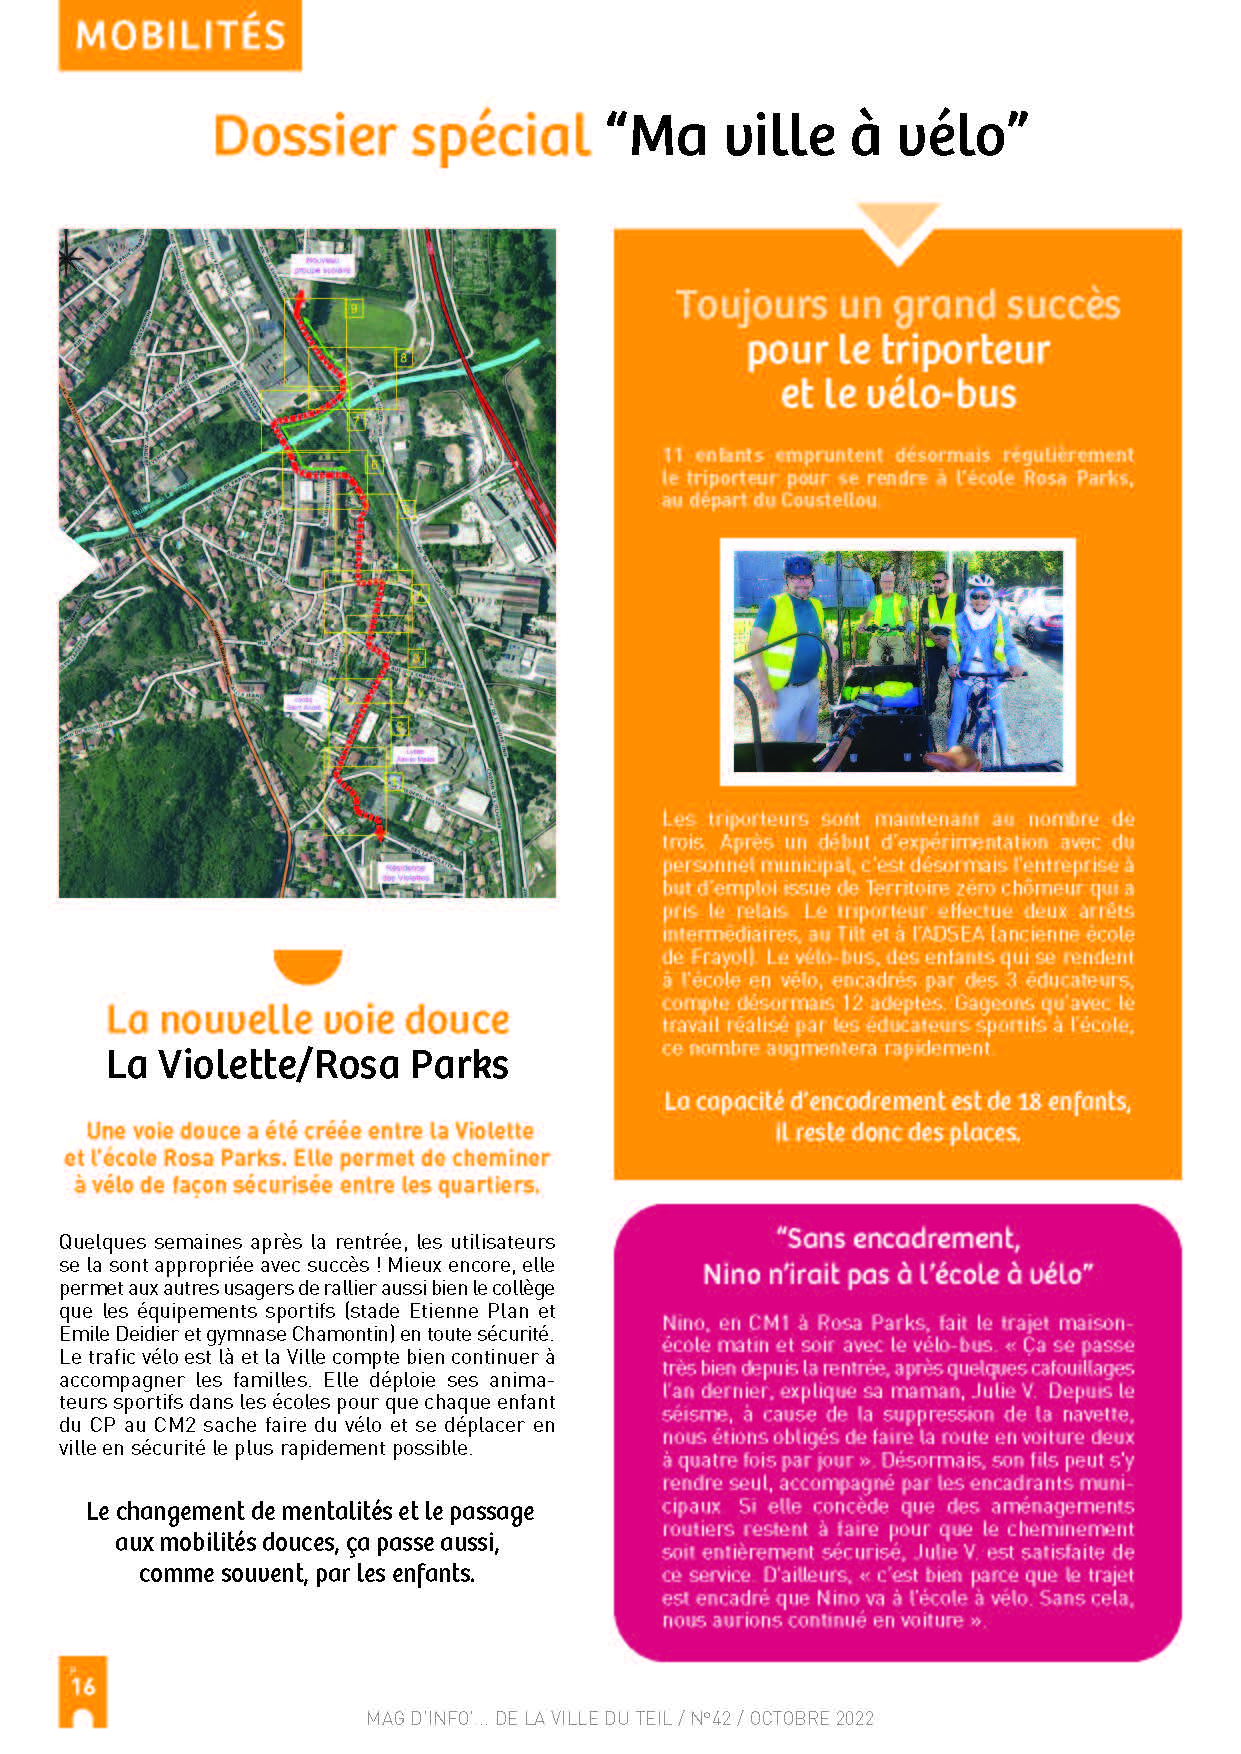 MOBILITÉS
Dossier spécial “Ma ville à vélo”
Nouveau
groupe scolaire
9
8
7
6
3
2
1
Résidence
des Violettes
La nouvelle voie douce
La Violette/Rosa Parks
Une voie douce a été créée entre la Violette
et l’école Rosa Parks. Elle permet de cheminer
à vélo de façon sécurisée entre les quartiers.
Quelques semaines après la rentrée, les utilisateurs
se la sont appropriée avec succès ! Mieux encore, elle
permet aux autres usagers de rallier aussi bien le collège
que les équipements sportifs (stade Etienne Plan et
Emile Deidier et gymnase Chamontin) en toute sécurité.
Le trafic vélo est là et la Ville compte bien continuer à
accompagner les familles. Elle déploie ses anima-
teurs sportifs dans les écoles pour que chaque enfant
du CP au CM2 sache faire du vélo et se déplacer en
ville en sécurité le plus rapidement possible.
Le changement de mentalités et le passage
aux mobilités douces, ça passe aussi,
comme souvent, par les enfants.
Toujours un grand succès
pour le triporteur
et le vélo-bus
11 enfants empruntent désormais régulièrement
le triporteur pour se rendre à l’école Rosa Parks,
au départ du Coustellou.
Les triporteurs sont maintenant au nombre de
trois. Après un début d’expérimentation avec du
personnel municipal, c’est désormais l’entreprise à
but d’emploi issue de Territoire zéro chômeur qui a
pris le relais. Le triporteur effectue deux arrêts
intermédiaires, au Tilt et à l’ADSEA (ancienne école
de Frayol). Le vélo-bus, des enfants qui se rendent
à l’école en vélo, encadrés par des 3 éducateurs,
compte désormais 12 adeptes. Gageons qu’avec le
travail réalisé par les éducateurs sportifs à l’école,
ce nombre augmentera rapidement.
La capacité d’encadrement est de 18 enfants,
il reste donc des places.
“Sans encadrement,
Nino n’irait pas à l’école à vélo”
Nino, en CM1 à Rosa Parks, fait le trajet maison-
école matin et soir avec le vélo-bus. « Ça se passe
très bien depuis la rentrée, après quelques cafouillages
l’an dernier, explique sa maman, Julie V. Depuis le
séisme, à cause de la suppression de la navette,
nous étions obligés de faire la route en voiture deux
à quatre fois par jour ». Désormais, son fils peut s'y
rendre seul, accompagné par les encadrants muni-
cipaux. Si elle concède que des aménagements
routiers restent à faire pour que le cheminement
soit entièrement sécurisé, Julie V. est satisfaite de
ce service. D’ailleurs, « c’est bien parce que le trajet
est encadré que Nino va à l’école à vélo. Sans cela,
nous aurions continué en voiture ».
P.
16
MAG D’INFO’... DE LA VILLE DU TEIL / N°42 / OCTOBRE 2022